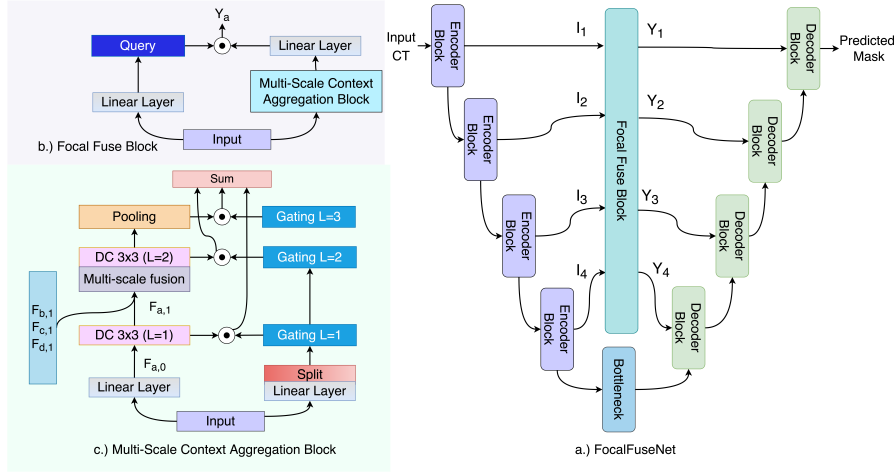 Y_a
Query
Linear Layer
Multi-Scale Context
Aggregation Block
Linear Layer
Input
b.) Focal Fuse Block
Sum
Pooling
Gating L=3
DC 3x3 (L=2)
Gating L=2
Multi-scale fusion
F_b,1
F_c,1
F_d,1
F_a,1
DC 3x3 (L=1)
Gating L=1
F_a,0
Split
Linear Layer
Linear Layer
Input
c.) Multi-Scale Context Aggregation Block
Input
CT
Encoder
Block
I_1
Y_1
Decoder
Block
Predicted
Mask
Encoder
Block
I_2
Focal Fuse Block
Y_2
Decoder
Block
Encoder
Block
I_3
Y_3
Decoder
Block
Encoder
Block
I_4
Y_4
Decoder
Block
Bottleneck
a.) FocalFuseNet